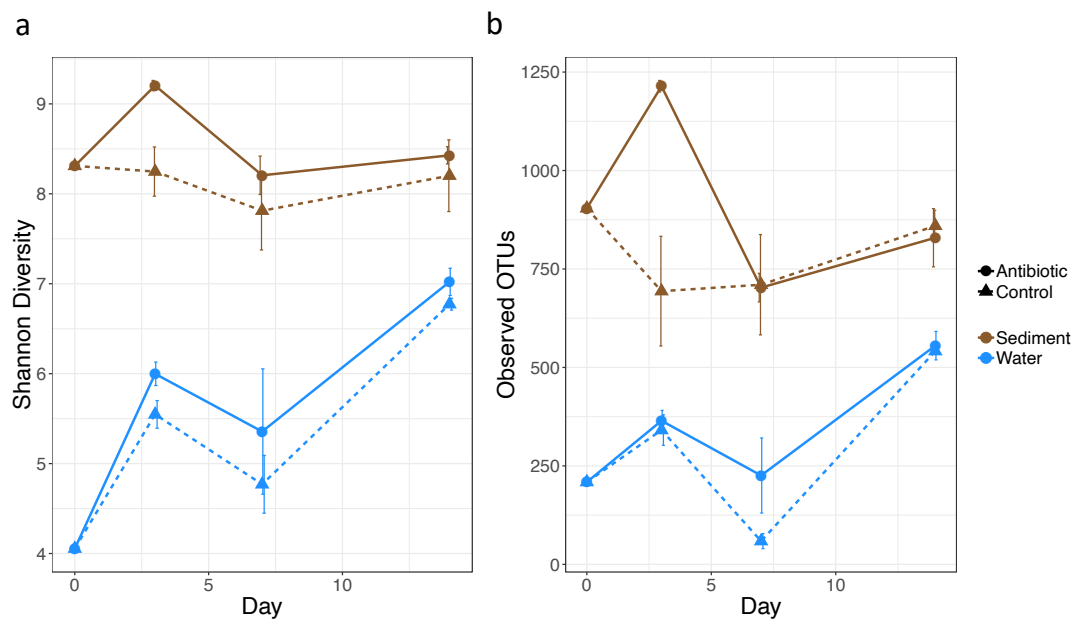 a
Shannon Diversity
9
8
7
6
5
4
0 5 10
Day
b
Observed OTUs
1250
1000
750
500
250
0
0 5 10
Day
Antibiotic
Control
Sediment
Water